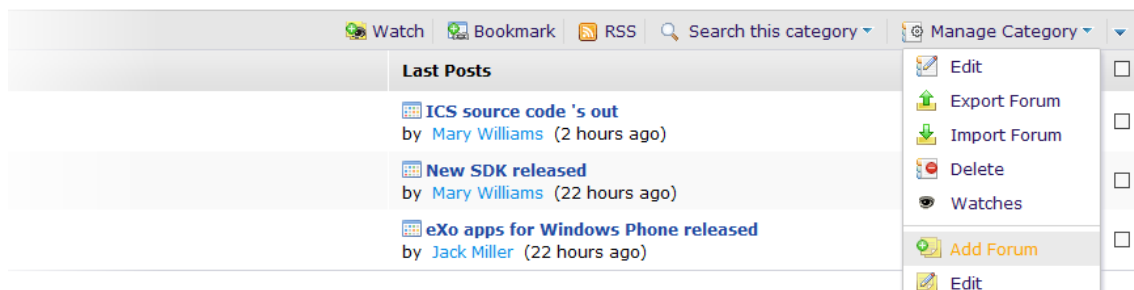 Watch Bookmark RSS Search this category Manage Category
Last Posts
Edit
ICS source code 's out
Export Forum
by Mary Williams (2 hours ago)
Import Forum
New SDK released
Delete
by Mary Williams (22 hours ago)
Watches
eXo apps for Windows Phone released
Add Forum
by Jack Miller (22 hours ago)
Edit